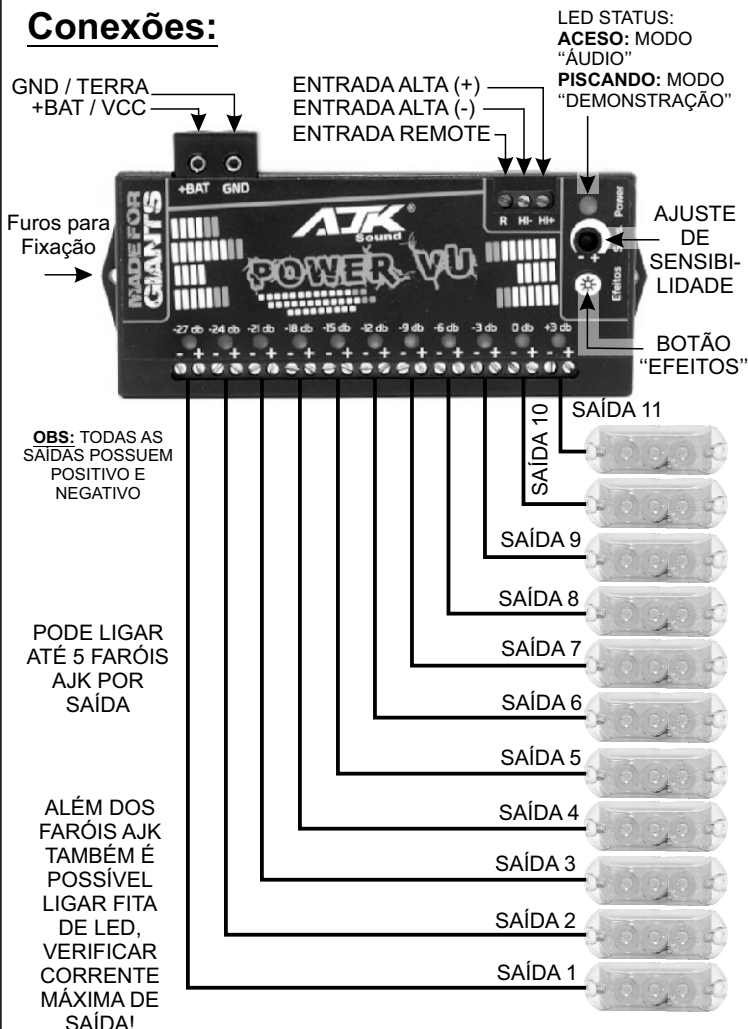 Conexões:
LED STATUS:
ACESO: MODO
“ÁUDIO”
PISCANDO: MODO
“DEMONSTRAÇÃO”
GND / TERRA
+BAT / VCC
ENTRADA ALTA (+)
ENTRADA ALTA (-)
ENTRADA REMOTE
Furos para
Fixação
+BAT GND
MADE FOR
GIANTS
AJK®
Sound
POWER VU
R HI- HI+
Power
- +
Efeitos
AJUSTE
DE
SENSIBI-
LIDADE
BOTÃO
“EFEITOS”
-27 db -24 db -21 db -18 db -15 db -12 db -9 db -6 db -3 db 0 db +3 db
- + - + - + - + - + - + - + - + - + - + - +
OBS: TODAS AS
SAÍDAS POSSUEM
POSITIVO E
NEGATIVO
SAÍDA 11
SAÍDA 10
SAÍDA 9
SAÍDA 8
PODE LIGAR
ATÉ 5 FARÓIS
AJK POR
SAÍDA
SAÍDA 7
SAÍDA 6
SAÍDA 5
ALÉM DOS
FARÓIS AJK
TAMBÉM É
POSSÍVEL
LIGAR FITA
DE LED,
VERIFICAR
CORRENTE
MÁXIMA DE
SAÍDA!
SAÍDA 4
SAÍDA 3
SAÍDA 2
SAÍDA 1